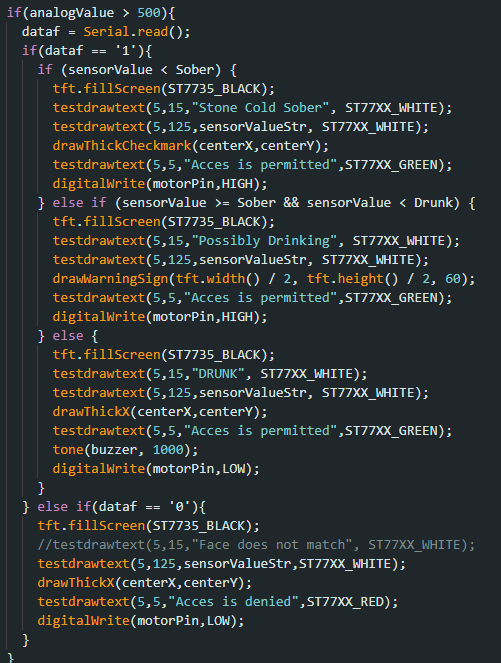 if(analogValue > 500){
dataf = Serial.read();
if(dataf == '1'){
if (sensorValue < Sober) {
tft.fillScreen(ST7735_BLACK);
testdrawtext(5,15,"Stone Cold Sober", ST77XX_WHITE);
testdrawtext(5,125,sensorValueStr, ST77XX_WHITE);
drawThickCheckmark(centerX,centerY);
testdrawtext(5,5,"Acces is permitted",ST77XX_GREEN);
digitalWrite(motorPin,HIGH);
} else if (sensorValue >= Sober && sensorValue < Drunk) {
tft.fillScreen(ST7735_BLACK);
testdrawtext(5,15,"Possibly Drinking", ST77XX_WHITE);
testdrawtext(5,125,sensorValueStr, ST77XX_WHITE);
drawWarningSign(tft.width() / 2, tft.height() / 2, 60);
testdrawtext(5,5,"Acces is permitted",ST77XX_GREEN);
digitalWrite(motorPin,HIGH);
} else {
tft.fillScreen(ST7735_BLACK);
testdrawtext(5,15,"DRUNK", ST77XX_WHITE);
testdrawtext(5,125,sensorValueStr, ST77XX_WHITE);
drawThickX(centerX,centerY);
testdrawtext(5,5,"Acces is permitted",ST77XX_GREEN);
tone(buzzer, 1000);
digitalWrite(motorPin,LOW);
}
} else if(dataf == '0'){
tft.fillScreen(ST7735_BLACK);
//testdrawtext(5,15,"Face does not match", ST77XX_WHITE);
testdrawtext(5,125,sensorValueStr,ST77XX_WHITE);
drawThickX(centerX,centerY);
testdrawtext(5,5,"Acces is denied",ST77XX_RED);
digitalWrite(motorPin,LOW);
}
}